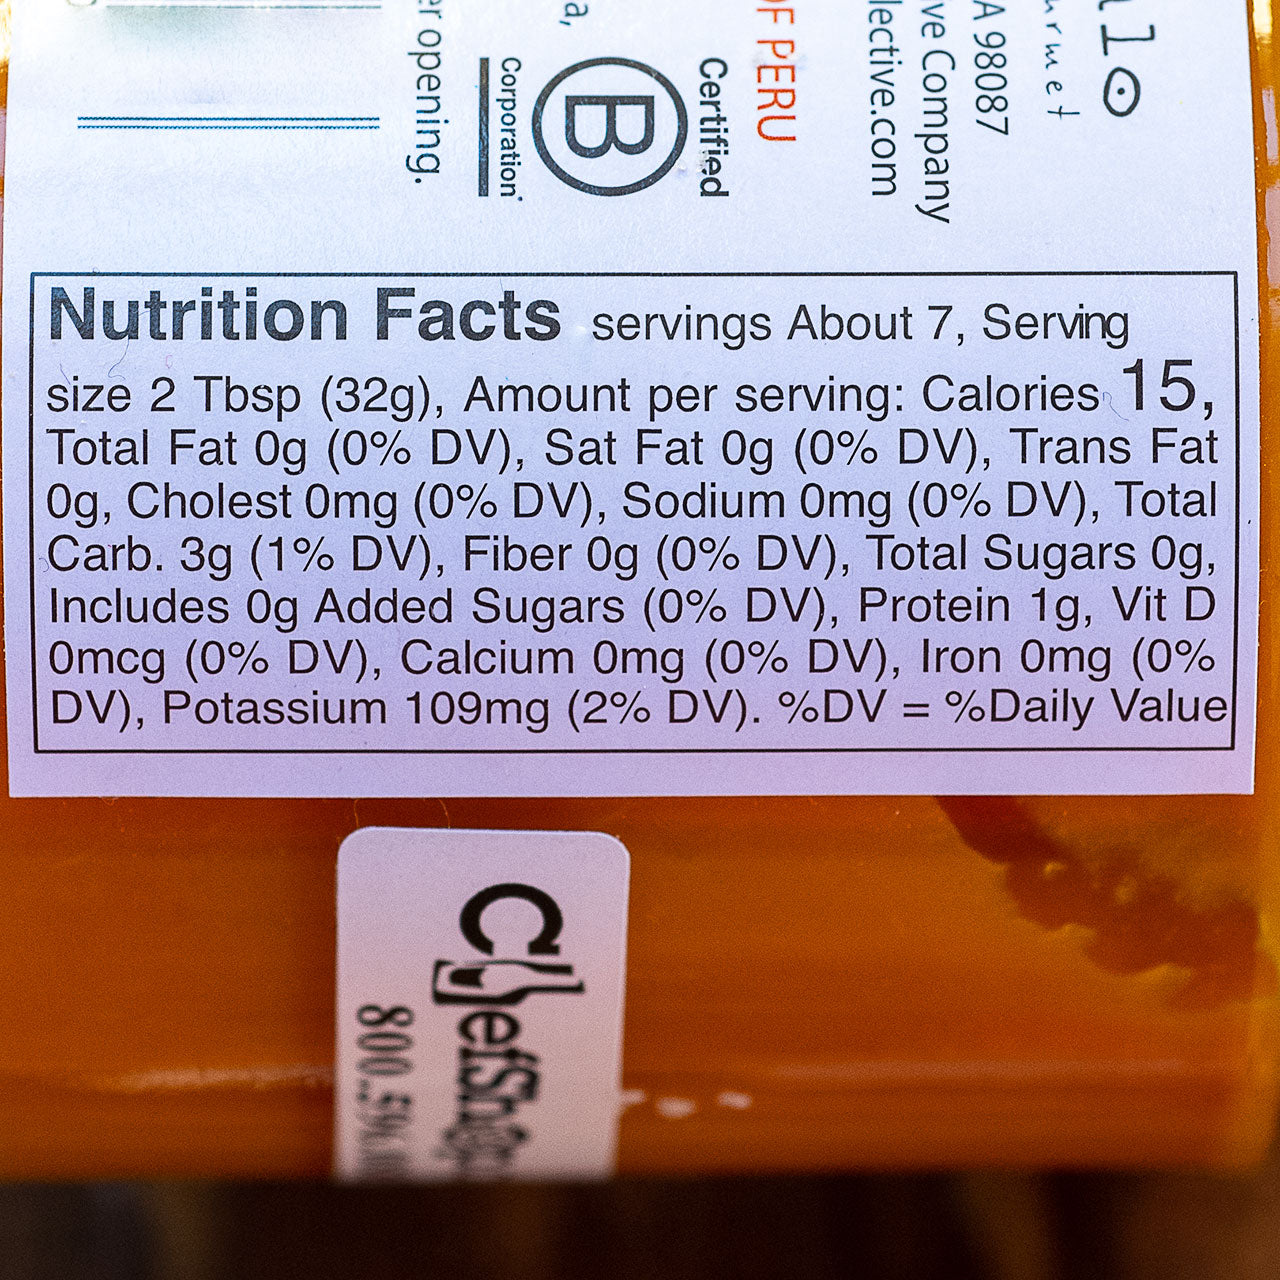 OF PERU
A 98087
ve Company
lective.com
Certified
B
Corporation
er opening.
Nutrition Facts servings About 7, Serving
size 2 Tbsp (32g), Amount per serving: Calories 15,
Total Fat 0g (0% DV), Sat Fat 0g (0% DV), Trans Fat
0g, Cholest 0mg (0% DV), Sodium 0mg (0% DV), Total
Carb. 3g (1% DV), Fiber 0g (0% DV), Total Sugars 0g,
Includes 0g Added Sugars (0% DV), Protein 1g, Vit D
0mcg (0% DV), Calcium 0mg (0% DV), Iron 0mg (0%
DV), Potassium 109mg (2% DV). %DV = %Daily Value